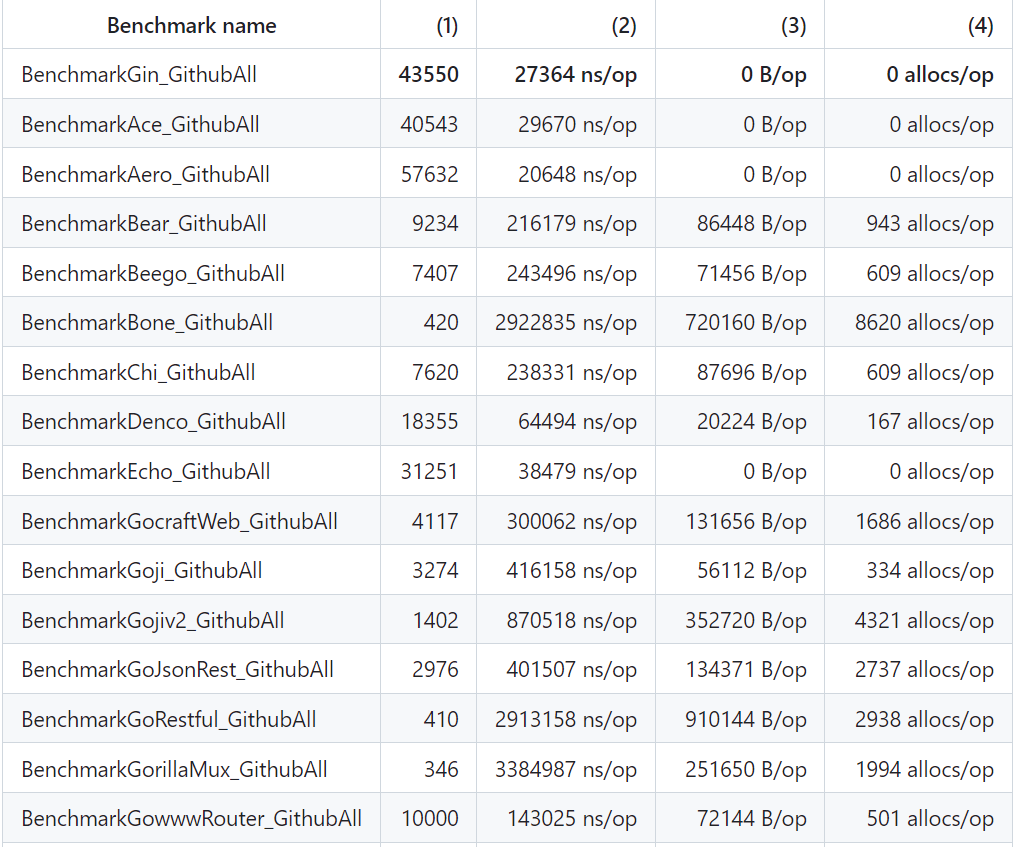 Benchmark name (1) (2) (3) (4)
BenchmarkGin_GithubAll 43550 27364 ns/op 0 B/op 0 allocs/op
BenchmarkAce_GithubAll 40543 29670 ns/op 0 B/op 0 allocs/op
BenchmarkAero_GithubAll 57632 20648 ns/op 0 B/op 0 allocs/op
BenchmarkBear_GithubAll 9234 216179 ns/op 86448 B/op 943 allocs/op
BenchmarkBeego_GithubAll 7407 243496 ns/op 71456 B/op 609 allocs/op
BenchmarkBone_GithubAll 420 2922835 ns/op 720160 B/op 8620 allocs/op
BenchmarkChi_GithubAll 7620 238331 ns/op 87696 B/op 609 allocs/op
BenchmarkDenco_GithubAll 18355 64494 ns/op 20224 B/op 167 allocs/op
BenchmarkEcho_GithubAll 31251 38479 ns/op 0 B/op 0 allocs/op
BenchmarkGocraftWeb_GithubAll 4117 300062 ns/op 131656 B/op 1686 allocs/op
BenchmarkGoji_GithubAll 3274 416158 ns/op 56112 B/op 334 allocs/op
BenchmarkGojiv2_GithubAll 1402 870518 ns/op 352720 B/op 4321 allocs/op
BenchmarkGoJsonRest_GithubAll 2976 401507 ns/op 134371 B/op 2737 allocs/op
BenchmarkGoRestful_GithubAll 410 2913158 ns/op 910144 B/op 2938 allocs/op
BenchmarkGorillaMux_GithubAll 346 3384987 ns/op 251650 B/op 1994 allocs/op
BenchmarkGowwwRouter_GithubAll 10000 143025 ns/op 72144 B/op 501 allocs/op